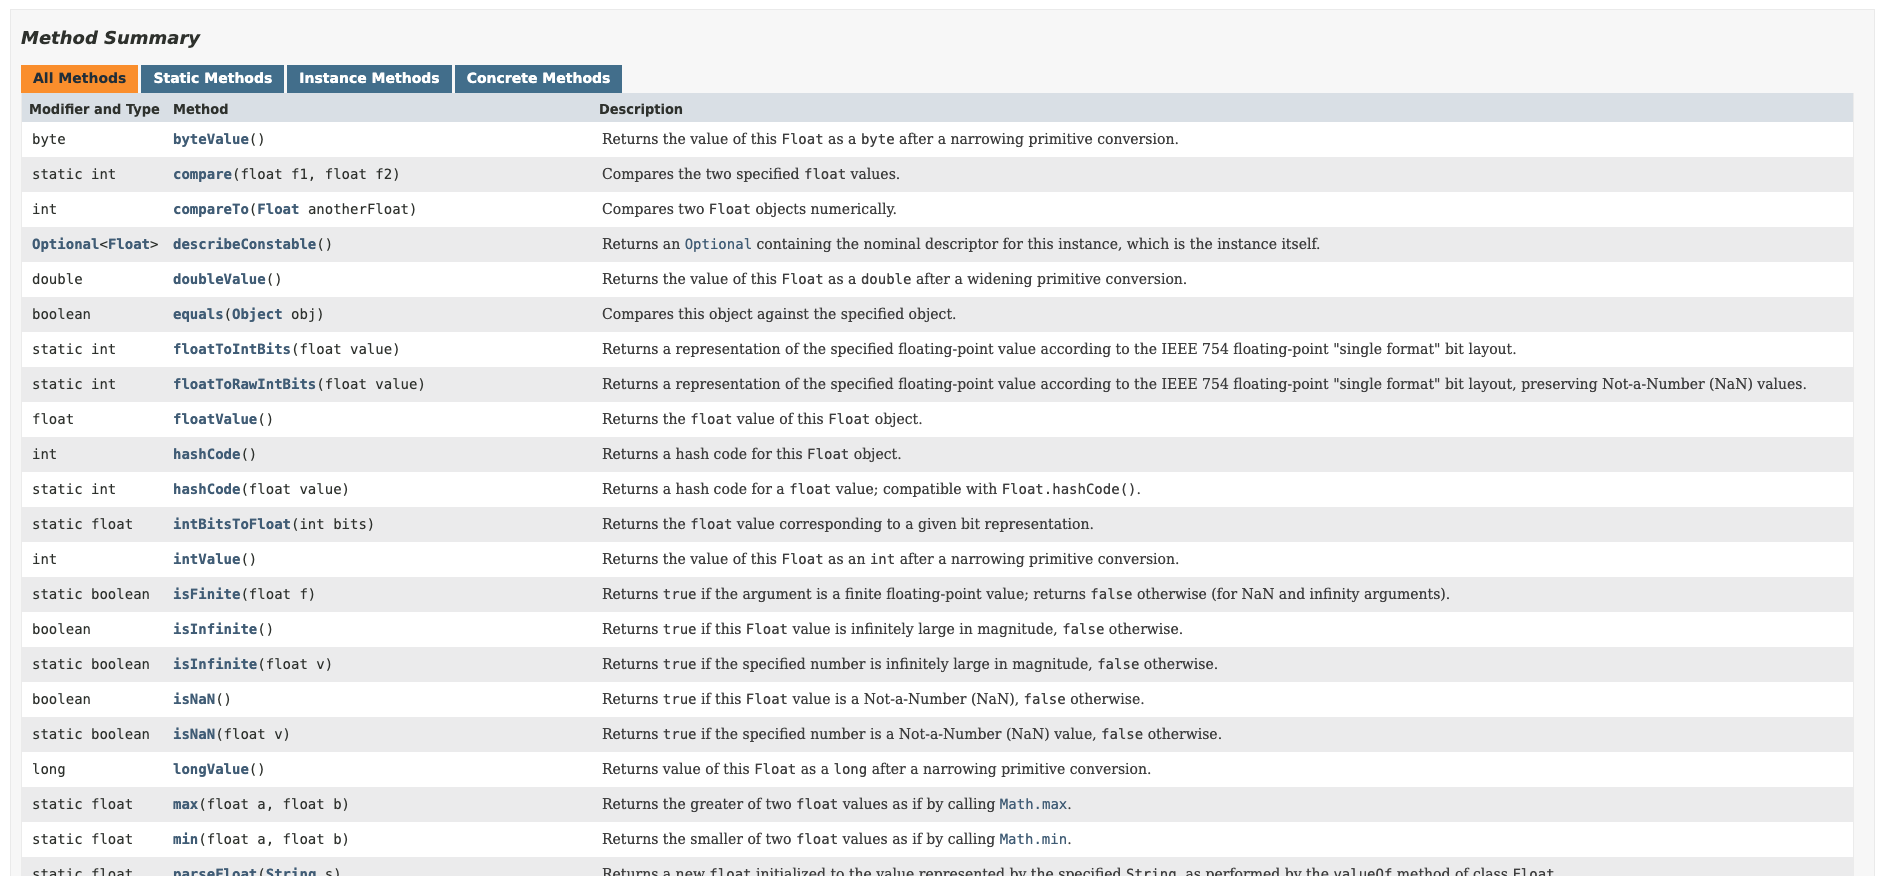 Method Summary
All Methods Static Methods Instance Methods Concrete Methods
Modifier and Type Method Description
byte byteValue() Returns the value of this Float as a byte after a narrowing primitive conversion.
static int compare(float f1, float f2) Compares the two specified float values.
int compareTo(Float anotherFloat) Compares two Float objects numerically.
Optional<Float> describeConstable() Returns an Optional containing the nominal descriptor for this instance, which is the instance itself.
double doubleValue() Returns the value of this Float as a double after a widening primitive conversion.
boolean equals(Object obj) Compares this object against the specified object.
static int floatToIntBits(float value) Returns a representation of the specified floating-point value according to the IEEE 754 floating-point "single format" bit layout.
static int floatToRawIntBits(float value) Returns a representation of the specified floating-point value according to the IEEE 754 floating-point "single format" bit layout, preserving Not-a-Number (NaN) values.
float floatValue() Returns the float value of this Float object.
int hashCode() Returns a hash code for this Float object.
static int hashCode(float value) Returns a hash code for a float value; compatible with Float.hashCode().
static float intBitsToFloat(int bits) Returns the float value corresponding to a given bit representation.
int intValue() Returns the value of this Float as an int after a narrowing primitive conversion.
static boolean isFinite(float f) Returns true if the argument is a finite floating-point value; returns false otherwise (for NaN and infinity arguments).
boolean isInfinite() Returns true if this Float value is infinitely large in magnitude, false otherwise.
static boolean isInfinite(float v) Returns true if the specified number is infinitely large in magnitude, false otherwise.
boolean isNaN() Returns true if this Float value is a Not-a-Number (NaN), false otherwise.
static boolean isNaN(float v) Returns true if the specified number is a Not-a-Number (NaN) value, false otherwise.
long longValue() Returns value of this Float as a long after a narrowing primitive conversion.
static float max(float a, float b) Returns the greater of two float values as if by calling Math.max.
static float min(float a, float b) Returns the smaller of two float values as if by calling Math.min.
static float parseFloat(String s) Returns a new float initialized to the value represented by the specified String, as performed by the valueOf method of class Float.